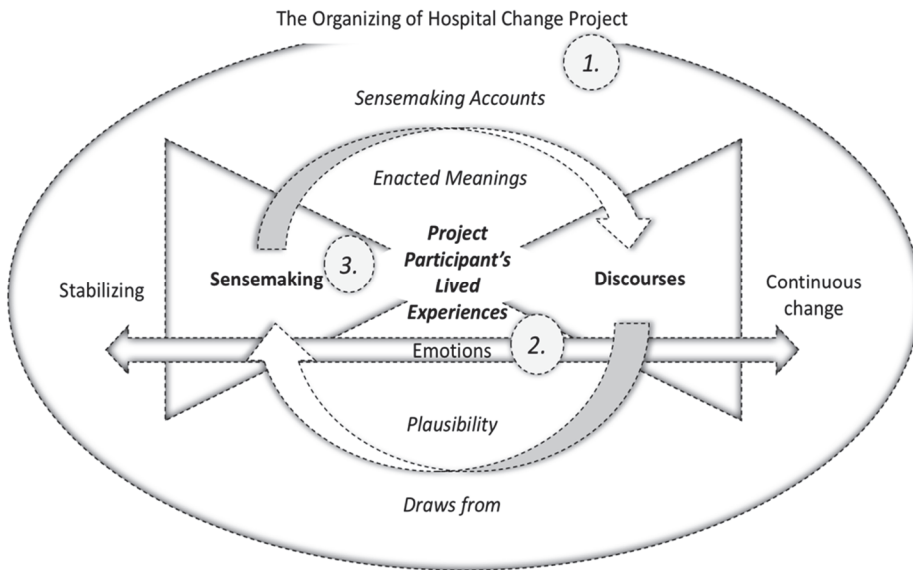 The Organizing of Hospital Change Project
1.
Sensemaking Accounts
Enacted Meanings
Project
Participant's
Lived
Experiences
3.
Sensemaking
Discourses
Stabilizing
Continuous
change
Emotions
2.
Plausibility
Draws from